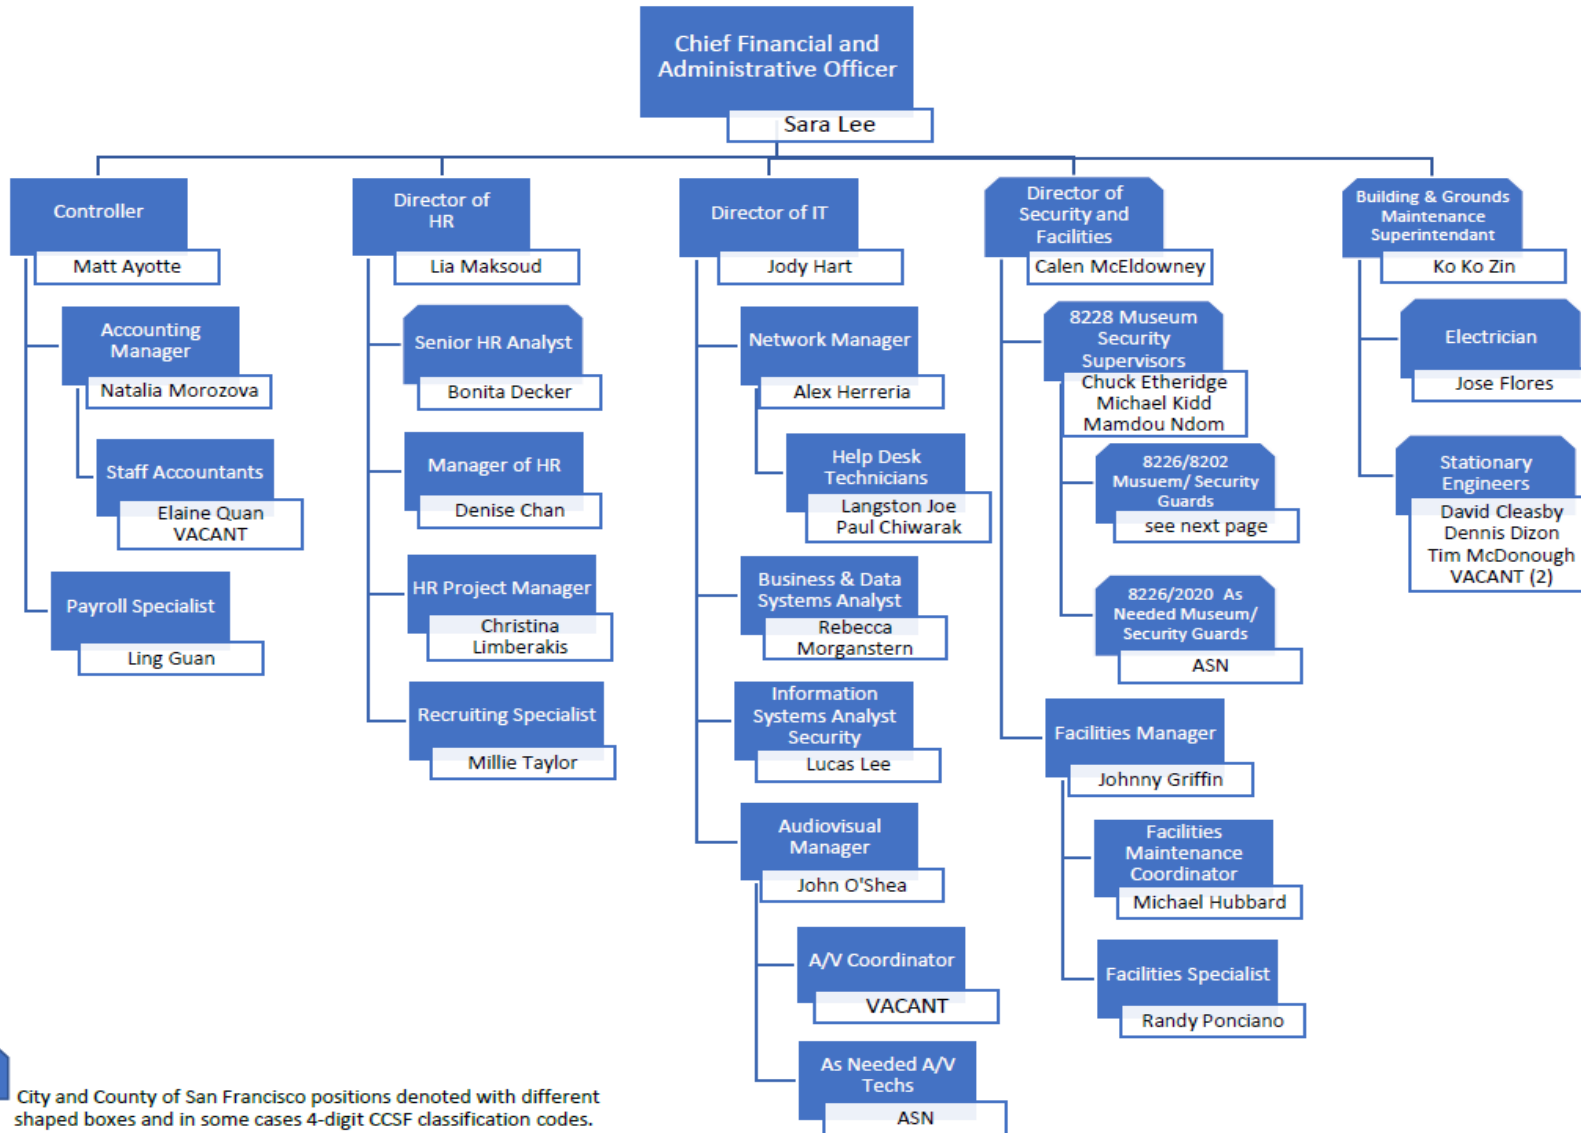 Chief Financial and
Administrative Officer
Sara Lee
Controller
Matt Ayotte
Accounting
Manager
Natalia Morozova
Staff Accountants
Elaine Quan
VACANT
Payroll Specialist
Ling Guan
Director of
HR
Lia Maksoud
Senior HR Analyst
Bonita Decker
Manager of HR
Denise Chan
HR Project Manager
Christina
Limberakis
Recruiting Specialist
Millie Taylor
Director of IT
Jody Hart
Network Manager
Alex Herreria
Help Desk
Technicians
Langston Joe
Paul Chiwarak
Business & Data
Systems Analyst
Rebecca
Morganstern
Information
Systems Analyst
Security
Lucas Lee
Audiovisual
Manager
John O'Shea
A/V Coordinator
VACANT
As Needed A/V
Techs
ASN
Director of
Security and
Facilities
Calen McEldowney
8228 Museum
Security
Supervisors
Chuck Etheridge
Michael Kidd
Mamdou Ndom
8226/8202
Musuem/ Security
Guards
see next page
8226/2020 As
Needed Museum/
Security Guards
ASN
Facilities Manager
Johnny Griffin
Facilities
Maintenance
Coordinator
Michael Hubbard
Facilities Specialist
Randy Ponciano
Building & Grounds
Maintenance
Superintendant
Ko Ko Zin
Electrician
Jose Flores
Stationary
Engineers
David Cleasby
Dennis Dizon
Tim McDonough
VACANT (2)
City and County of San Francisco positions denoted with different
shaped boxes and in some cases 4-digit CCSF classification codes.